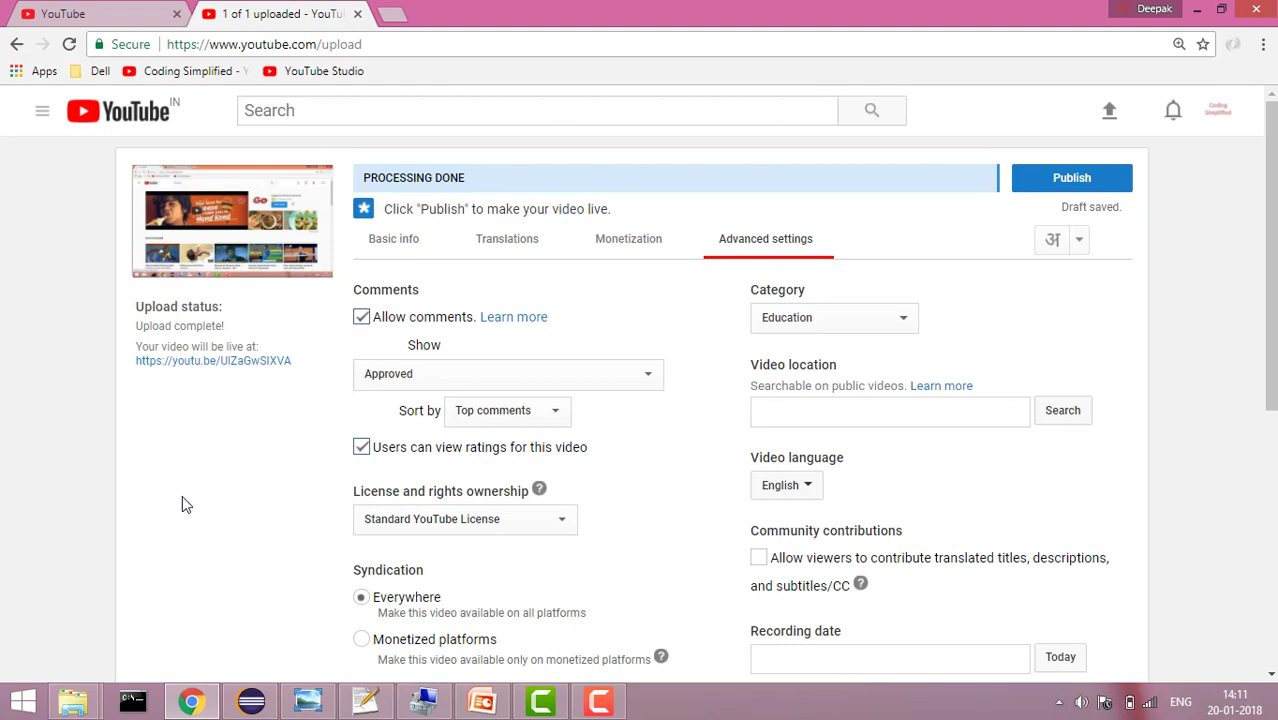 YouTube
1 of 1 uploaded - YouTu
Deepak
Secure
https://www.youtube.com/upload
Apps
Dell
Coding Simplified - Y
YouTube Studio
YouTube IN
Search
Coding Simplified
PROCESSING DONE
Publish
Click "Publish" to make your video live.
Draft saved.
Basic info
Translations
Monetization
Advanced settings
अ
Upload status:
Upload complete!
Your video will be live at:
https://youtu.be/UIZaGwSIXVA
Comments
Allow comments. Learn more
Show
Approved
Sort by Top comments
Users can view ratings for this video
License and rights ownership ?
Standard YouTube License
Syndication
Everywhere
Make this video available on all platforms
Monetized platforms
Make this video available only on monetized platforms ?
Category
Education
Video location
Searchable on public videos. Learn more
Search
Video language
English
Community contributions
Allow viewers to contribute translated titles, descriptions,
and subtitles/CC ?
Recording date
Today
ENG
14:11
20-01-2018